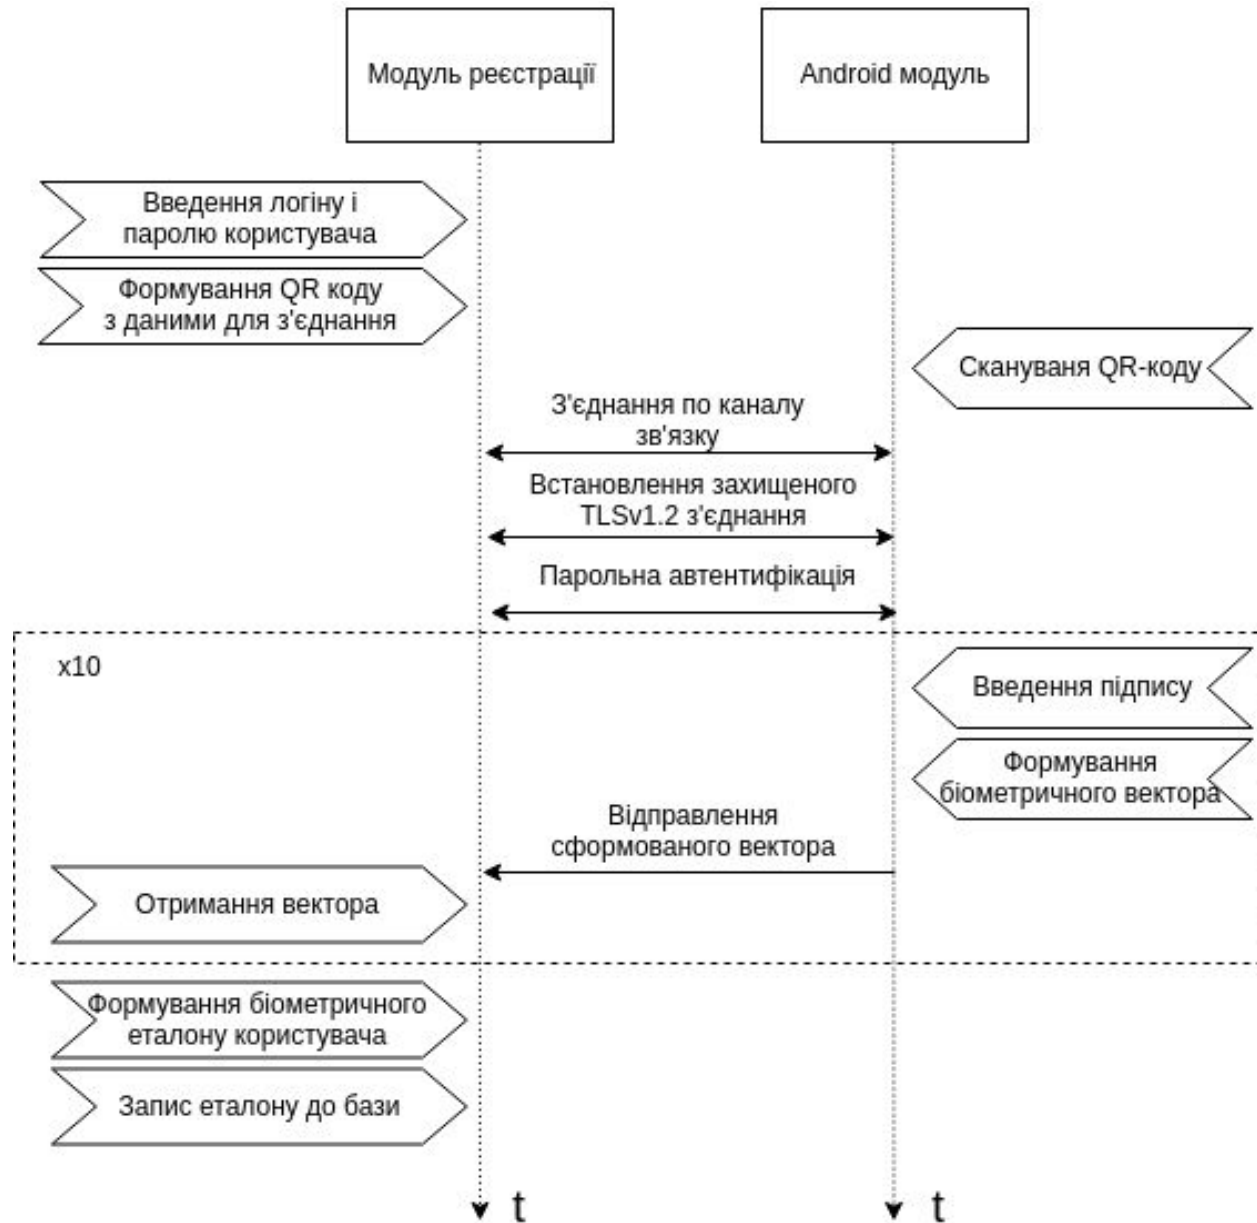 Модуль реєстрації
Android модуль
Введення логіну і
паролю користувача
Формування QR коду
з даними для з'єднання
Скануваня QR-коду
З'єднання по каналу
зв'язку
Встановлення захищеного
TLSv1.2 з'єднання
Парольна автентифікація
x10
Введення підпису
Формування
біометричного вектора
Відправлення
сформованого вектора
Отримання вектора
Формування біометричного
еталону користувача
Запис еталону до бази
t
t